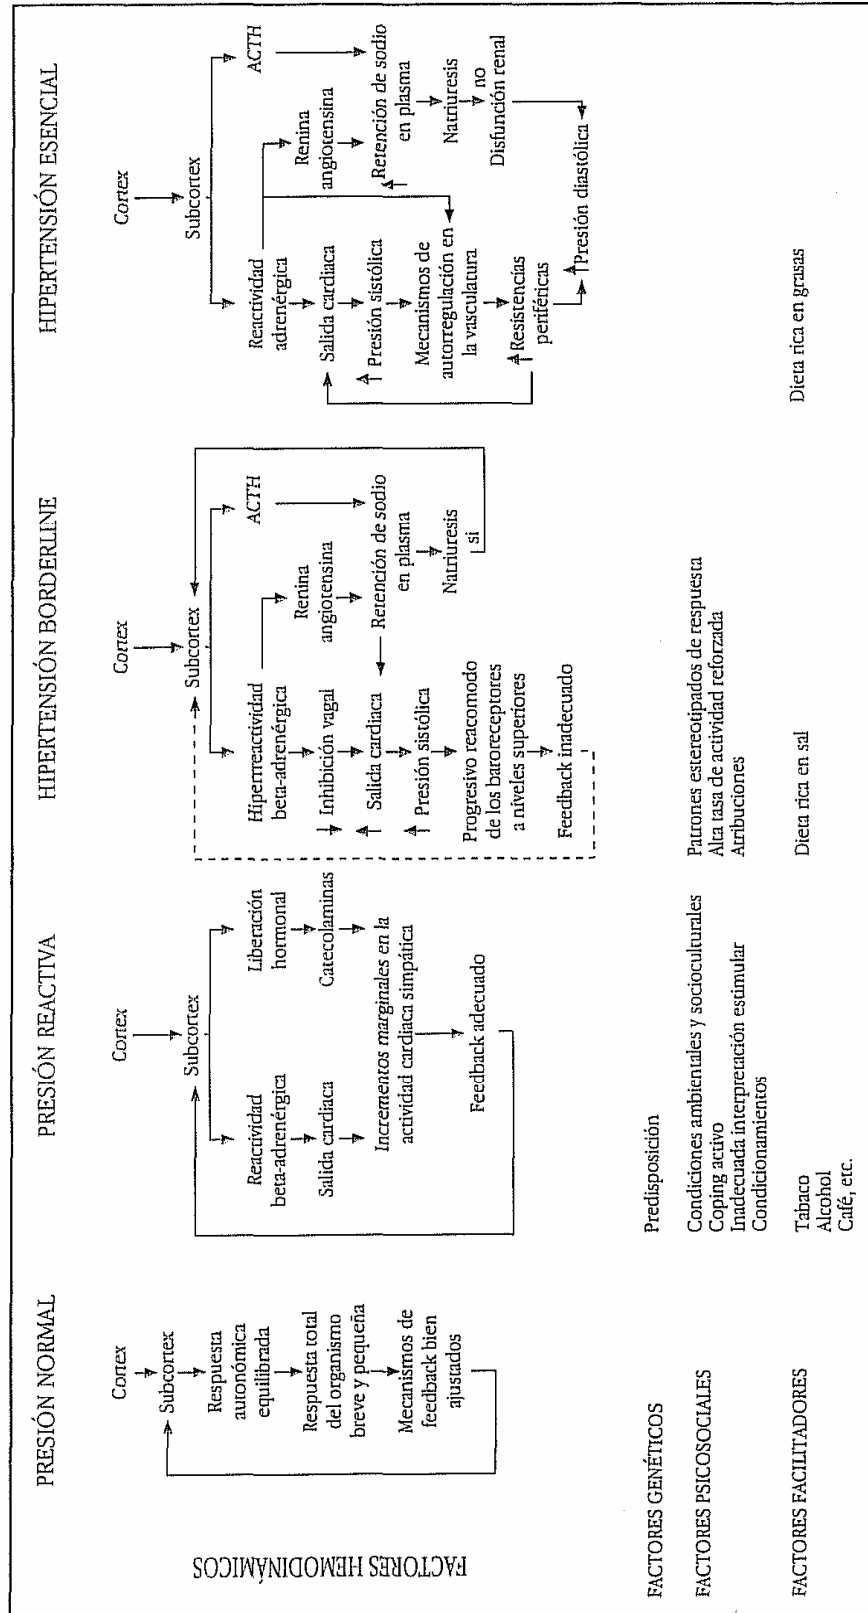 PRESIÓN NORMAL
Cortex
Subcortex
Respuesta
autonómica
equilibrada
Respuesta total
del organismo
breve y pequeña
Mecanismos de
feedback bien
ajustados
PRESIÓN REACTIVA
Cortex
Subcortex
Reactividad
beta-adrenérgica
Salida cardiaca
Liberación
hormonal
Catecolaminas
Incrementos marginales en la
actividad cardiaca simpática
Feedback adecuado
HIPERTENSIÓN BORDERLINE
Cortex
Subcortex
Hiperrreactividad
beta-adrenérgica
Inhibición vagal
Salida cardiaca
Presión sistólica
Progresivo reacomodo
de los baroreceptores
a niveles superiores
Feedback inadecuado
Renina
angiotensina
ACTH
Retención de sodio
en plasma
Natriuresis
si
HIPERTENSIÓN ESENCIAL
Cortex
Subcortex
Reactividad
adrenérgica
Salida cardiaca
Presión sistólica
Mecanismos de
autorregulación en
la vasculatura
Resistencias
periféticas
Renina
angiotensina
ACTH
Retención de sodio
en plasma
Natriuresis
no
Disfunción renal
Presión diastólica
FACTORES HEMODINÁMICOS
FACTORES GENÉTICOS
Predisposición
FACTORES PSICOSOCIALES
Condiciones ambientales y socioculturales
Coping activo
Inadecuada interpretación estimular
Condicionamientos
Patrones estereotipados de respuesta
Alta tasa de actividad reforzada
Atribuciones
FACTORES FACILITADORES
Tabaco
Alcohol
Café, etc.
Dieta rica en sal
Dieta rica en grasas